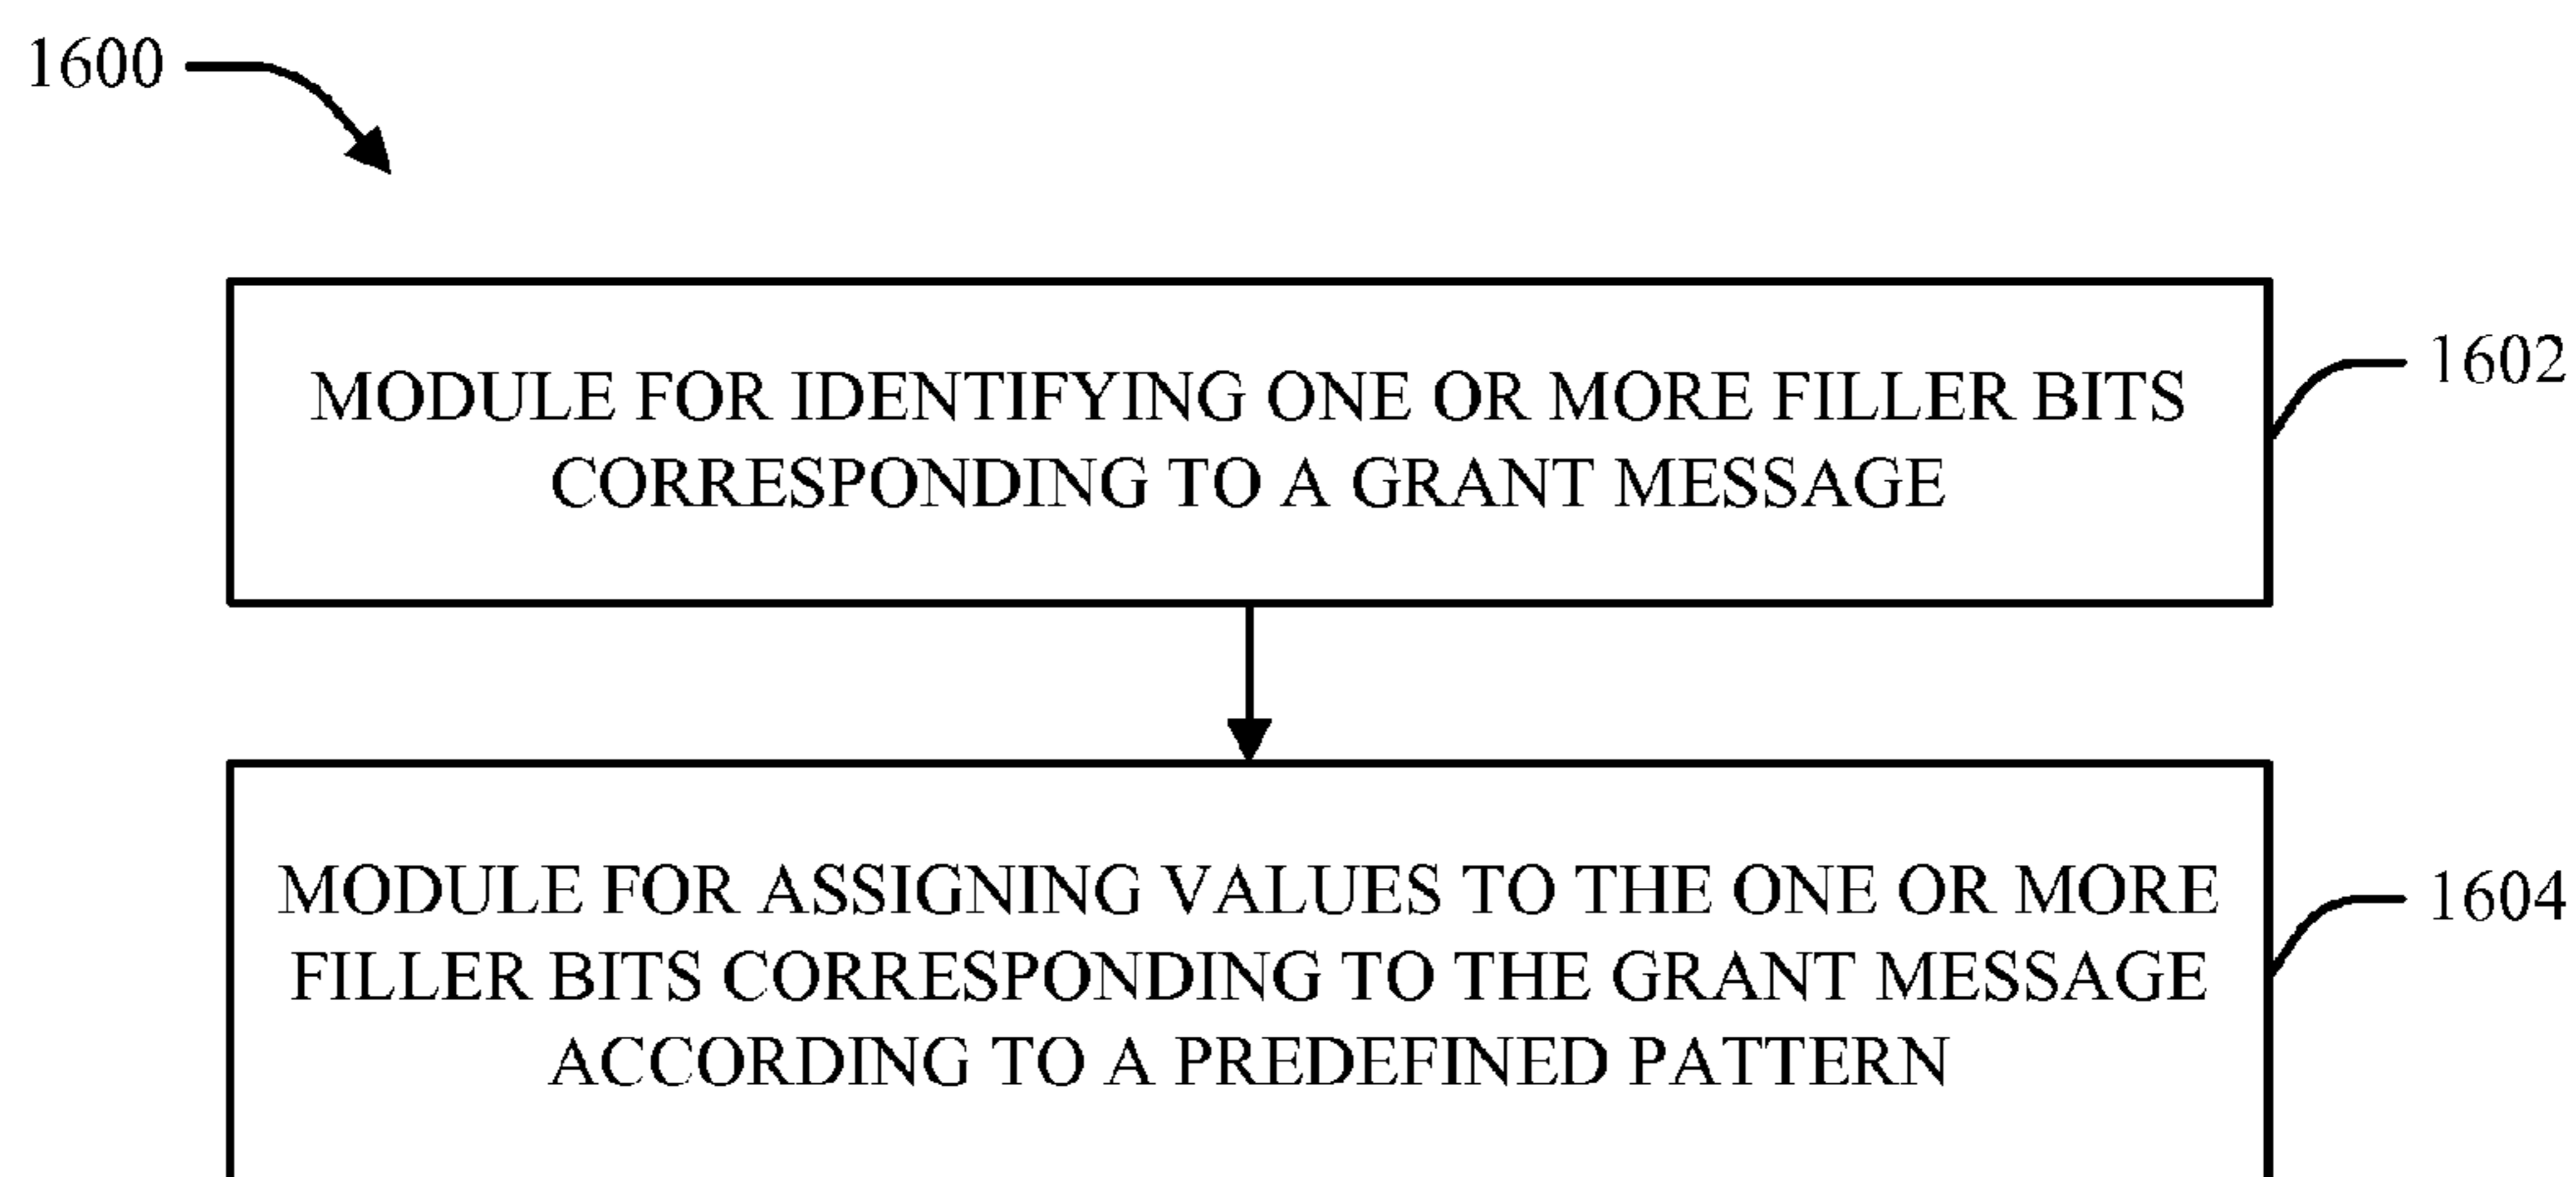 1600
MODULE FOR IDENTIFYING ONE OR MORE FILLER BITS
CORRESPONDING TO A GRANT MESSAGE
1602
MODULE FOR ASSIGNING VALUES TO THE ONE OR MORE
FILLER BITS CORRESPONDING TO THE GRANT MESSAGE
ACCORDING TO A PREDEFINED PATTERN
1604